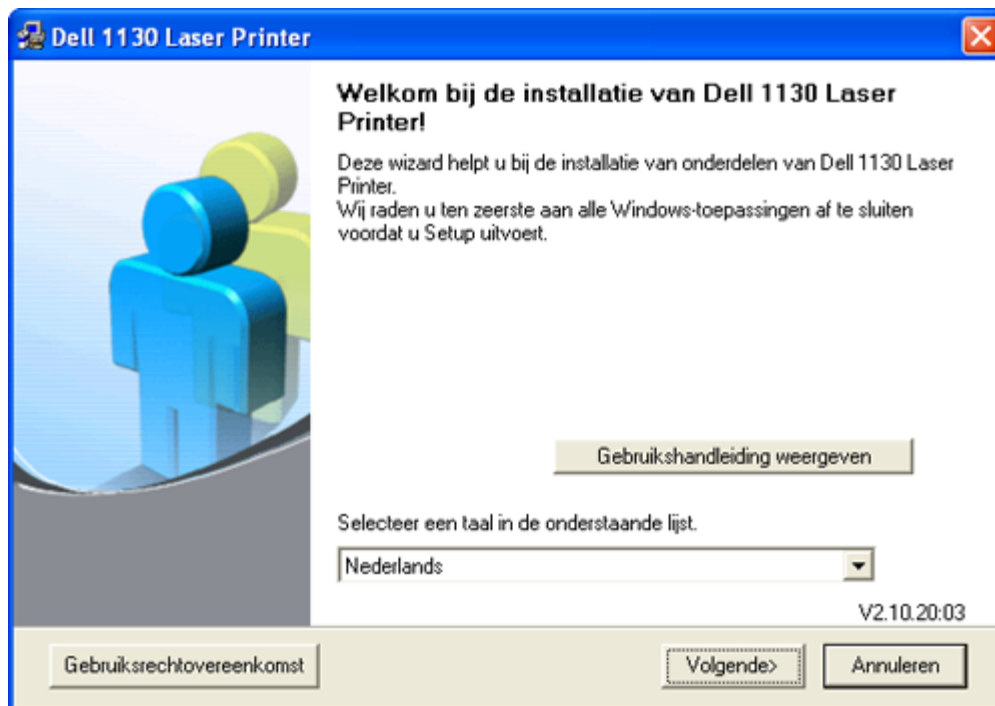 Dell 1130 Laser Printer
Welkom bij de installatie van Dell 1130 Laser
Printer!
Deze wizard helpt u bij de installatie van onderdelen van Dell 1130 Laser
Printer.
Wij raden u ten zeerste aan alle Windows-toepassingen af te sluiten
voordat u Setup uitvoert.
Gebruikshandleiding weergeven
Selecteer een taal in de onderstaande lijst.
Nederlands
V2.10.20:03
Gebruiksrechtovereenkomst
Volgende>
Annuleren